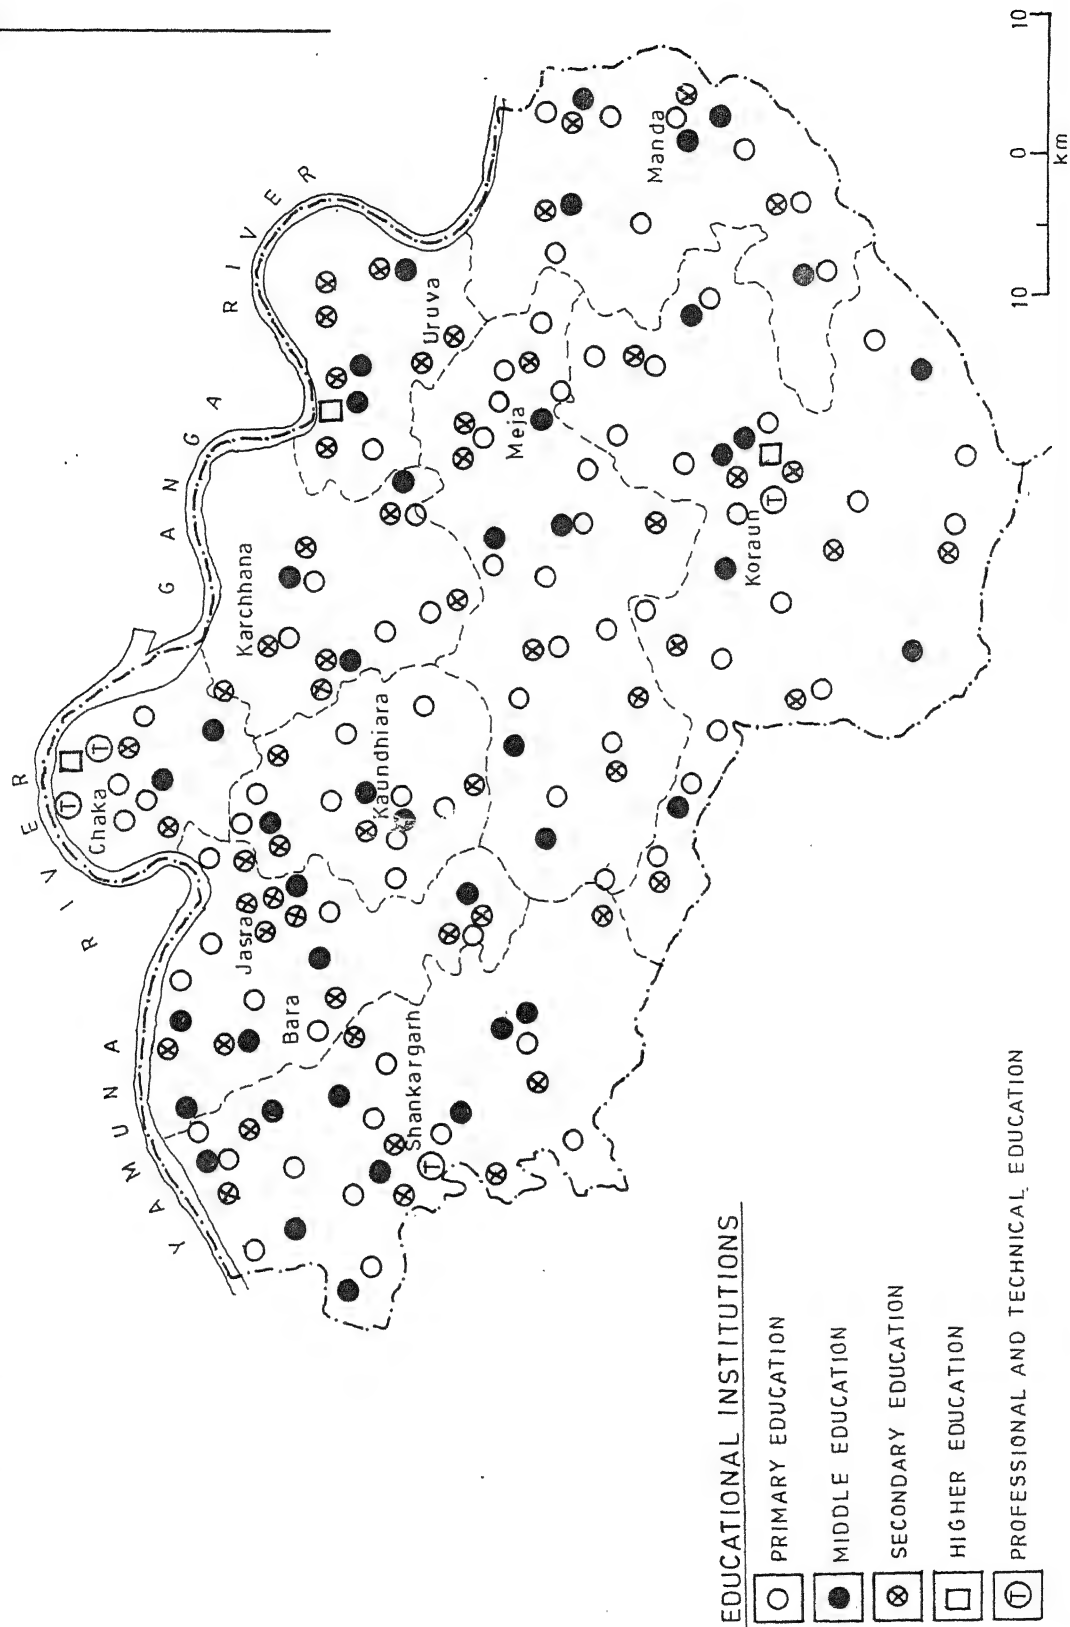 YAMUNA RIVER
GANGA RIVER
Chaka
Karchhana
Uruva
Jasra
Bara
Kaundhiara
Meja
Manda
Shankargarh
Koraun
T
T
T
T
10 0 10
km
EDUCATIONAL INSTITUTIONS
PRIMARY EDUCATION
MIDDLE EDUCATION
SECONDARY EDUCATION
HIGHER EDUCATION
T PROFESSIONAL AND TECHNICAL EDUCATION